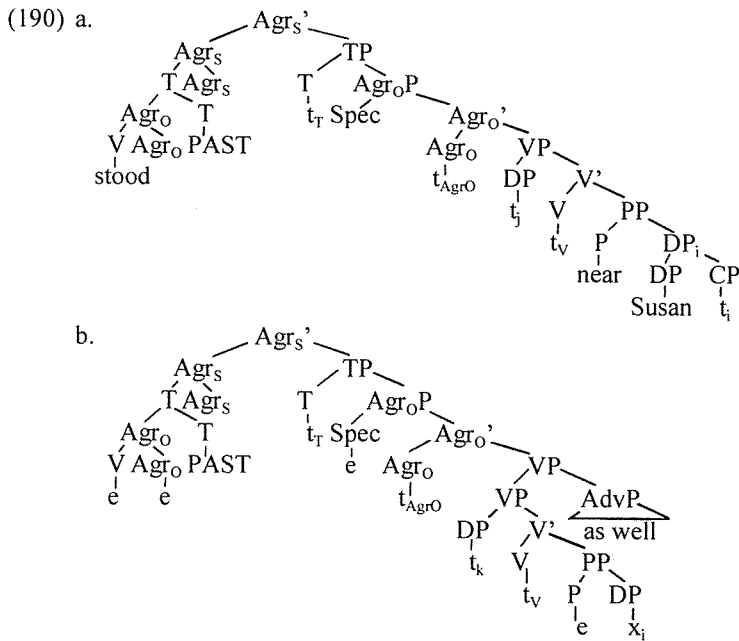 (190) a. Agrs’
Agrs TP
T Agrs T AgroP
Agro T tT Spec Agro’
V Agro PAST Agro VP
stood tAgrO DP V’
tj V PP
tV P DPi
near DP CP
Susan ti
b. Agrs’
Agrs TP
T Agrs T AgroP
Agro T tT Spec Agro’
V Agro PAST e Agro VP
e e tAgrO VP AdvP
DP V’ as well
tk V PP
tV P DP
e xi